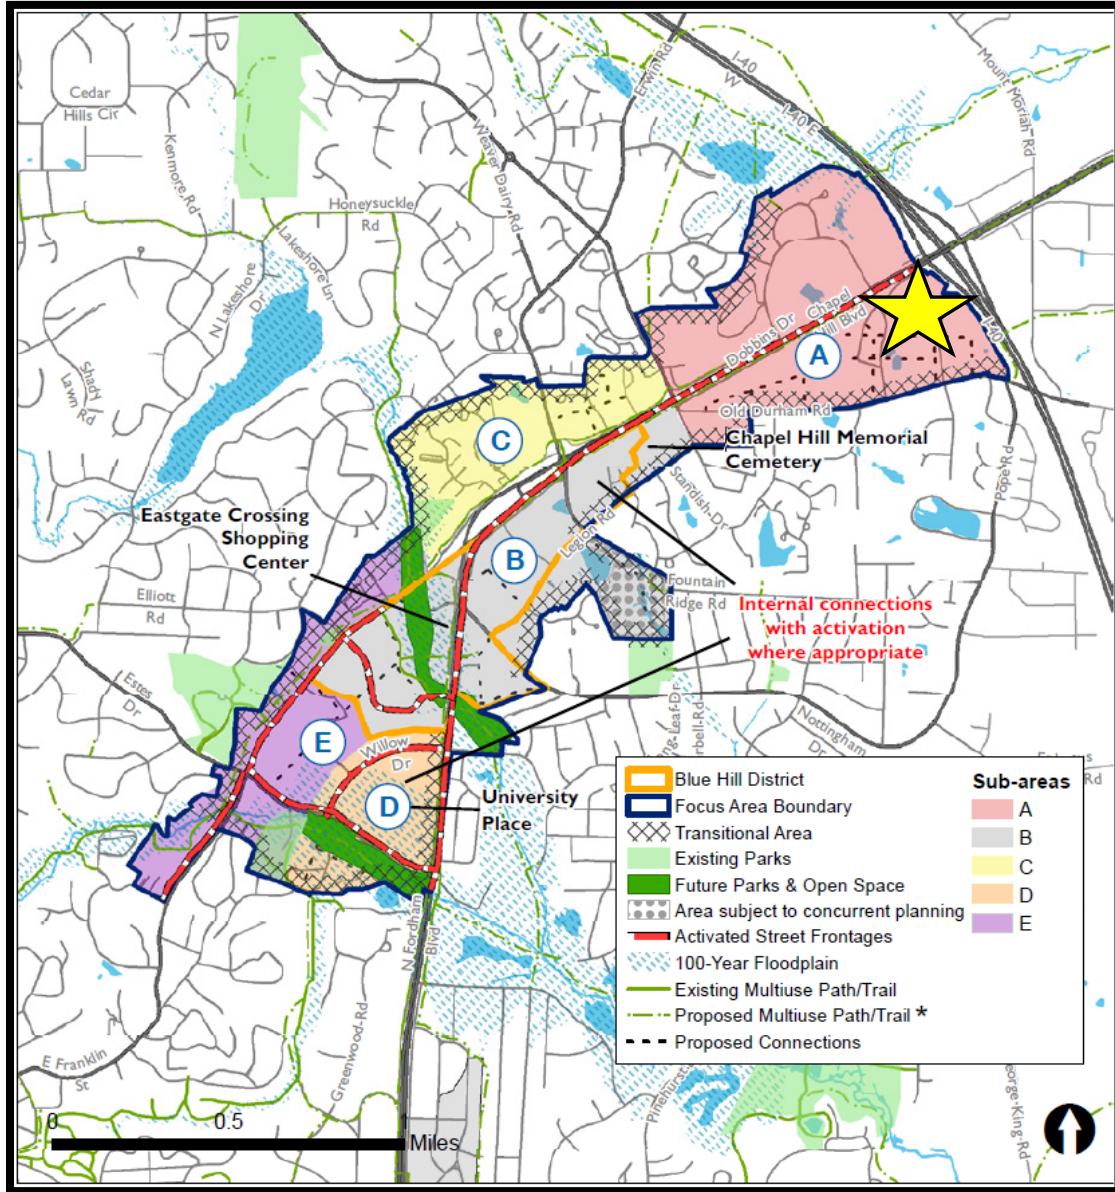 I-40
W
I-40 E
Mount Moriah Rd
Erwin Rd
Cedar
Hills Cir
Kenmore Rd
Weaver Dairy Rd
Honeysuckle
Rd
Lakeshore Ln
N Lakeshore
Dr
Shady
Lawn Rd
I-40
Dobbins Dr
Chapel
Hill Blvd
A
Old Durham Rd
C
Chapel Hill Memorial
Cemetery
Standish Dr
Pope Rd
Eastgate Crossing
Shopping
Center
Legion Rd
B
Fountain
Ridge Rd
Elliott
Rd
Internal connections
with activation
where appropriate
Estes
Dr
Nottingham
Dr
E
Willow
Dr
D
University
Place
N Fordham
Blvd
Greenwood-Rd
E Franklin
St
Blue Hill District
Focus Area Boundary
Transitional Area
Existing Parks
Future Parks & Open Space
Area subject to concurrent planning
Activated Street Frontages
100-Year Floodplain
Existing Multiuse Path/Trail
Proposed Multiuse Path/Trail *
Proposed Connections
Sub-areas
A
B
C
D
E
0 0.5 1
Miles